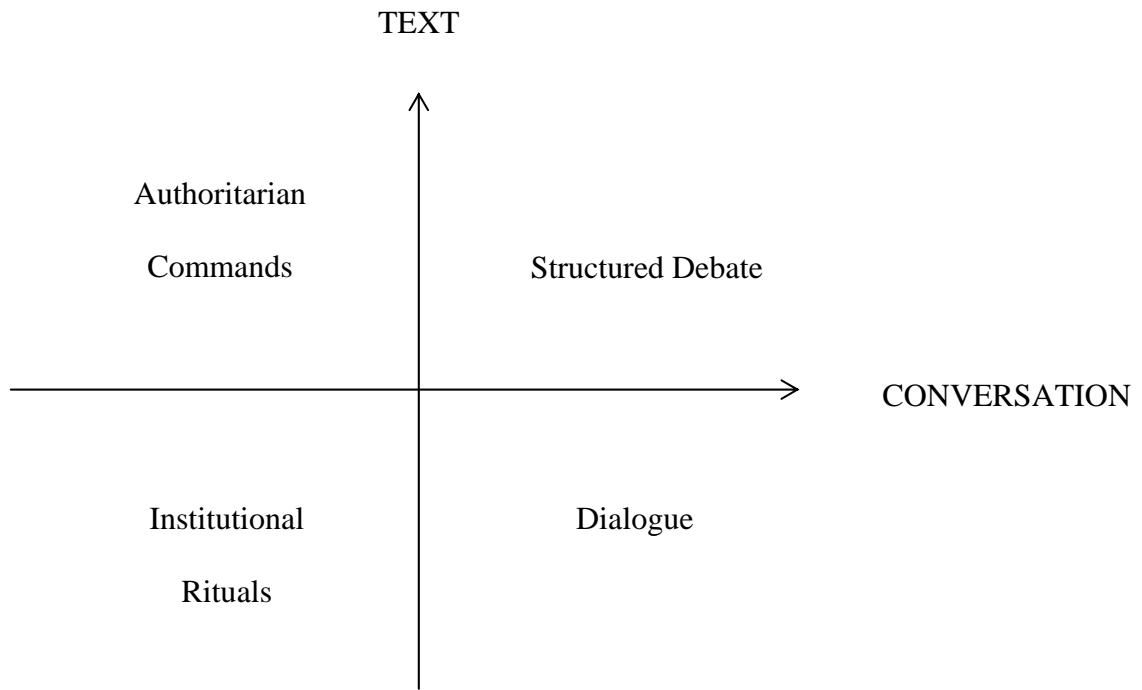 TEXT
Authoritarian
Commands
Structured Debate
CONVERSATION
Institutional
Rituals
Dialogue